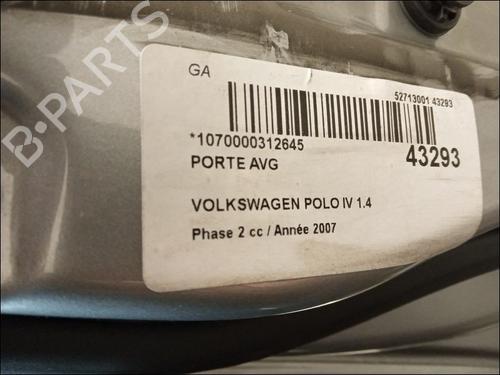 B·PARTS
GA
52713001 43293
*1070000312645
43293
PORTE AVG
VOLKSWAGEN POLO IV 1.4
Phase 2 cc / Année 2007